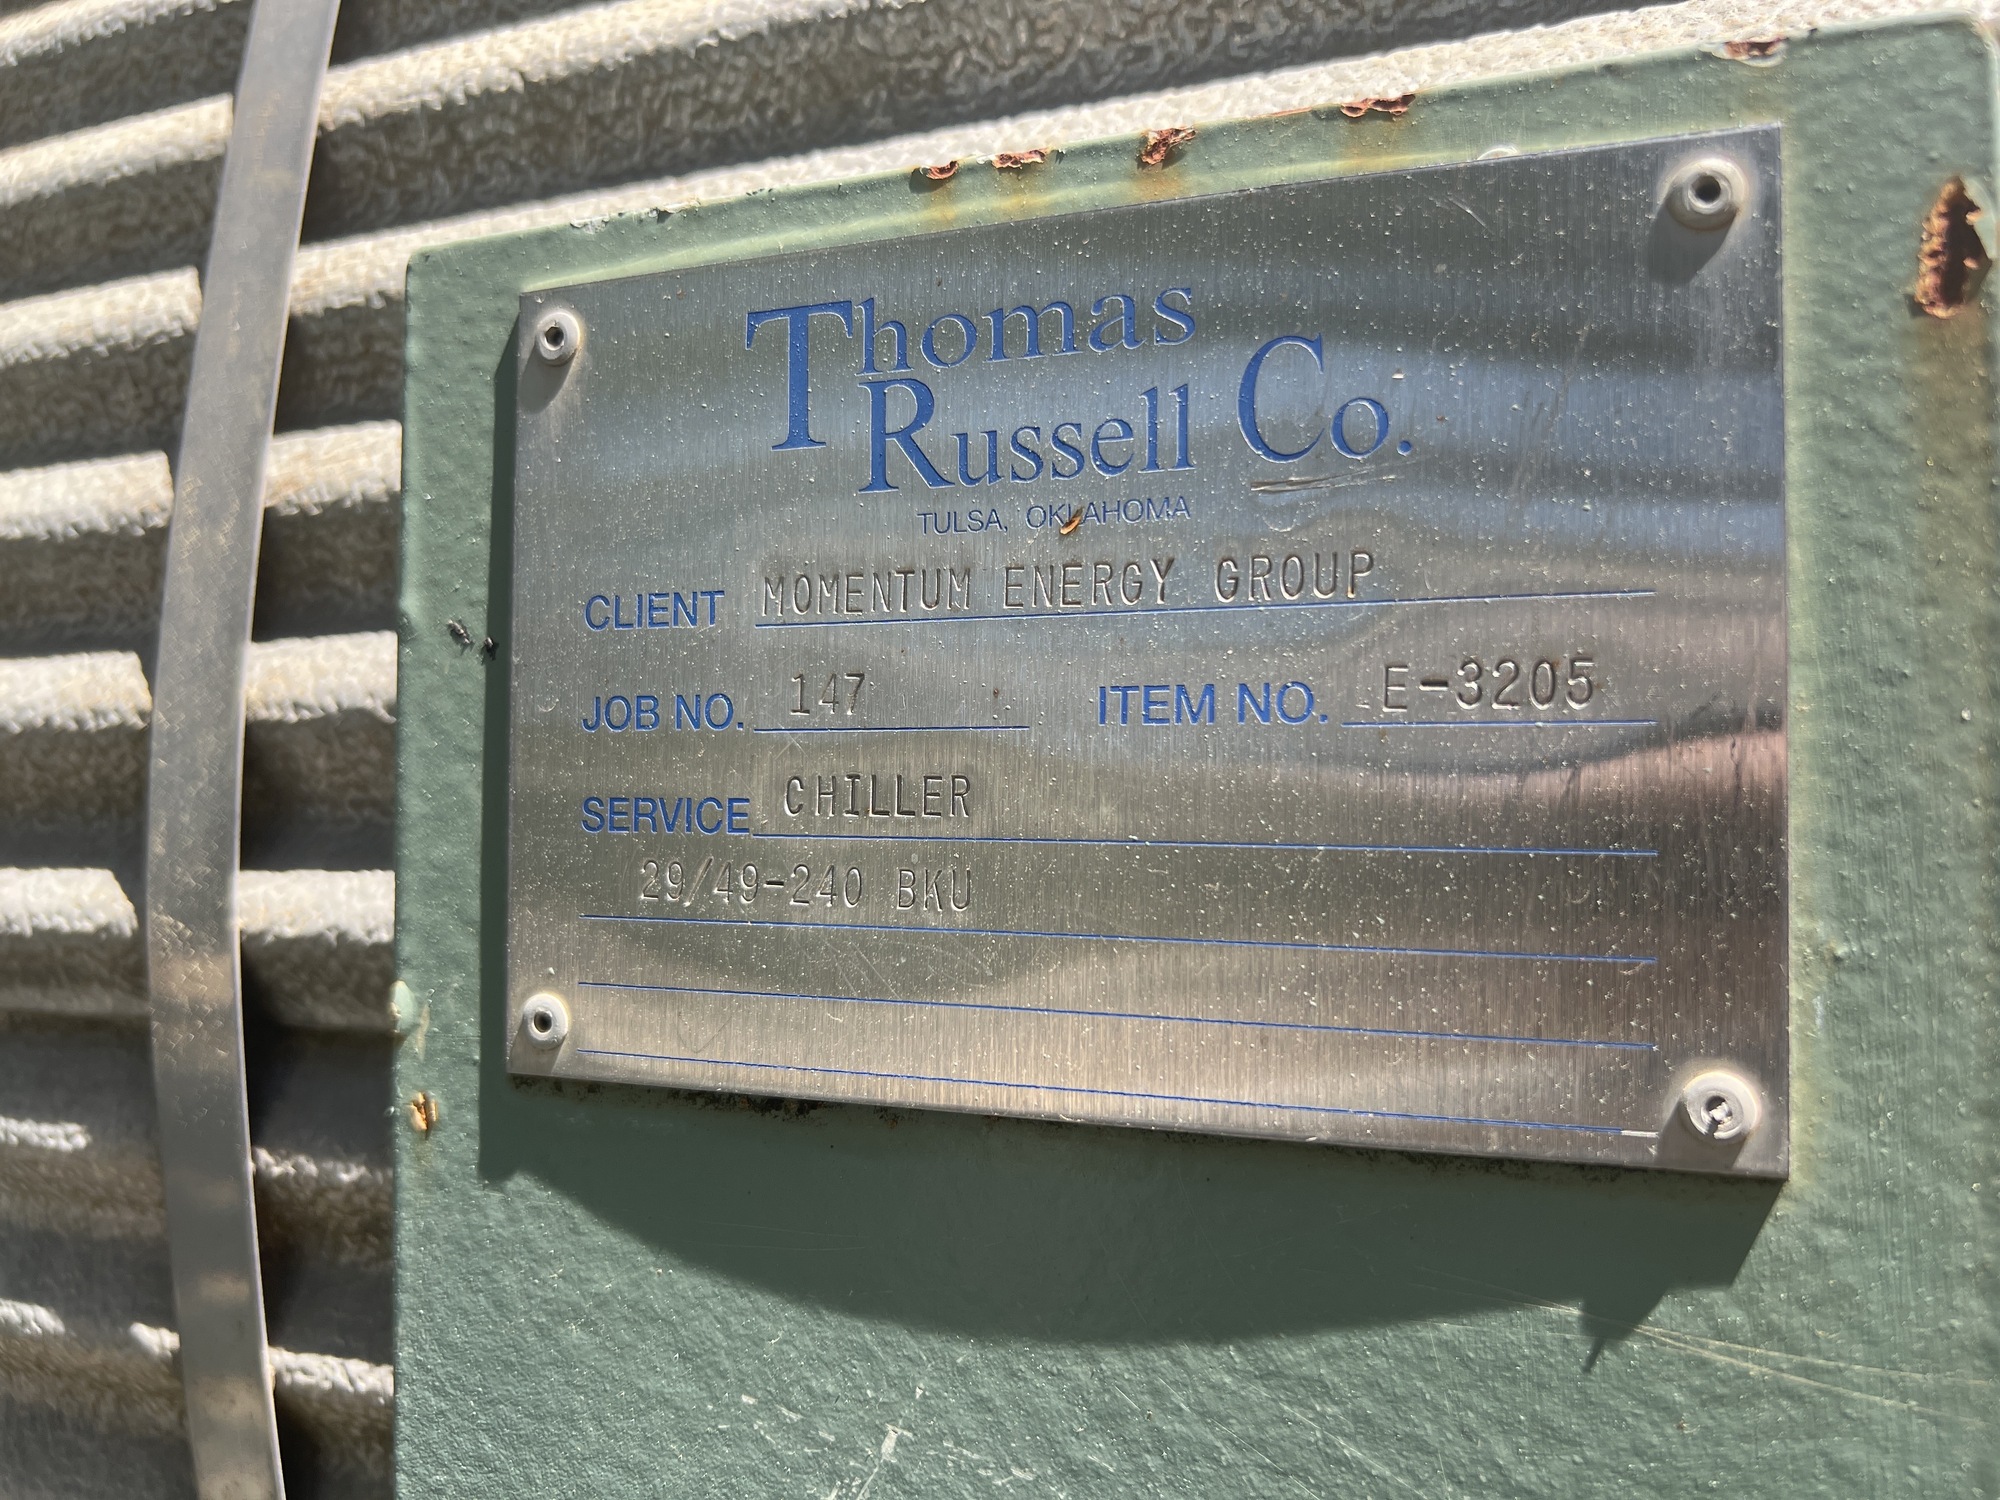 Thomas
Russell Co.
TULSA, OKLAHOMA
CLIENT MOMENTUM ENERGY GROUP
JOB NO. 147 ITEM NO. E-3205
SERVICE CHILLER
29/49-240 BKU